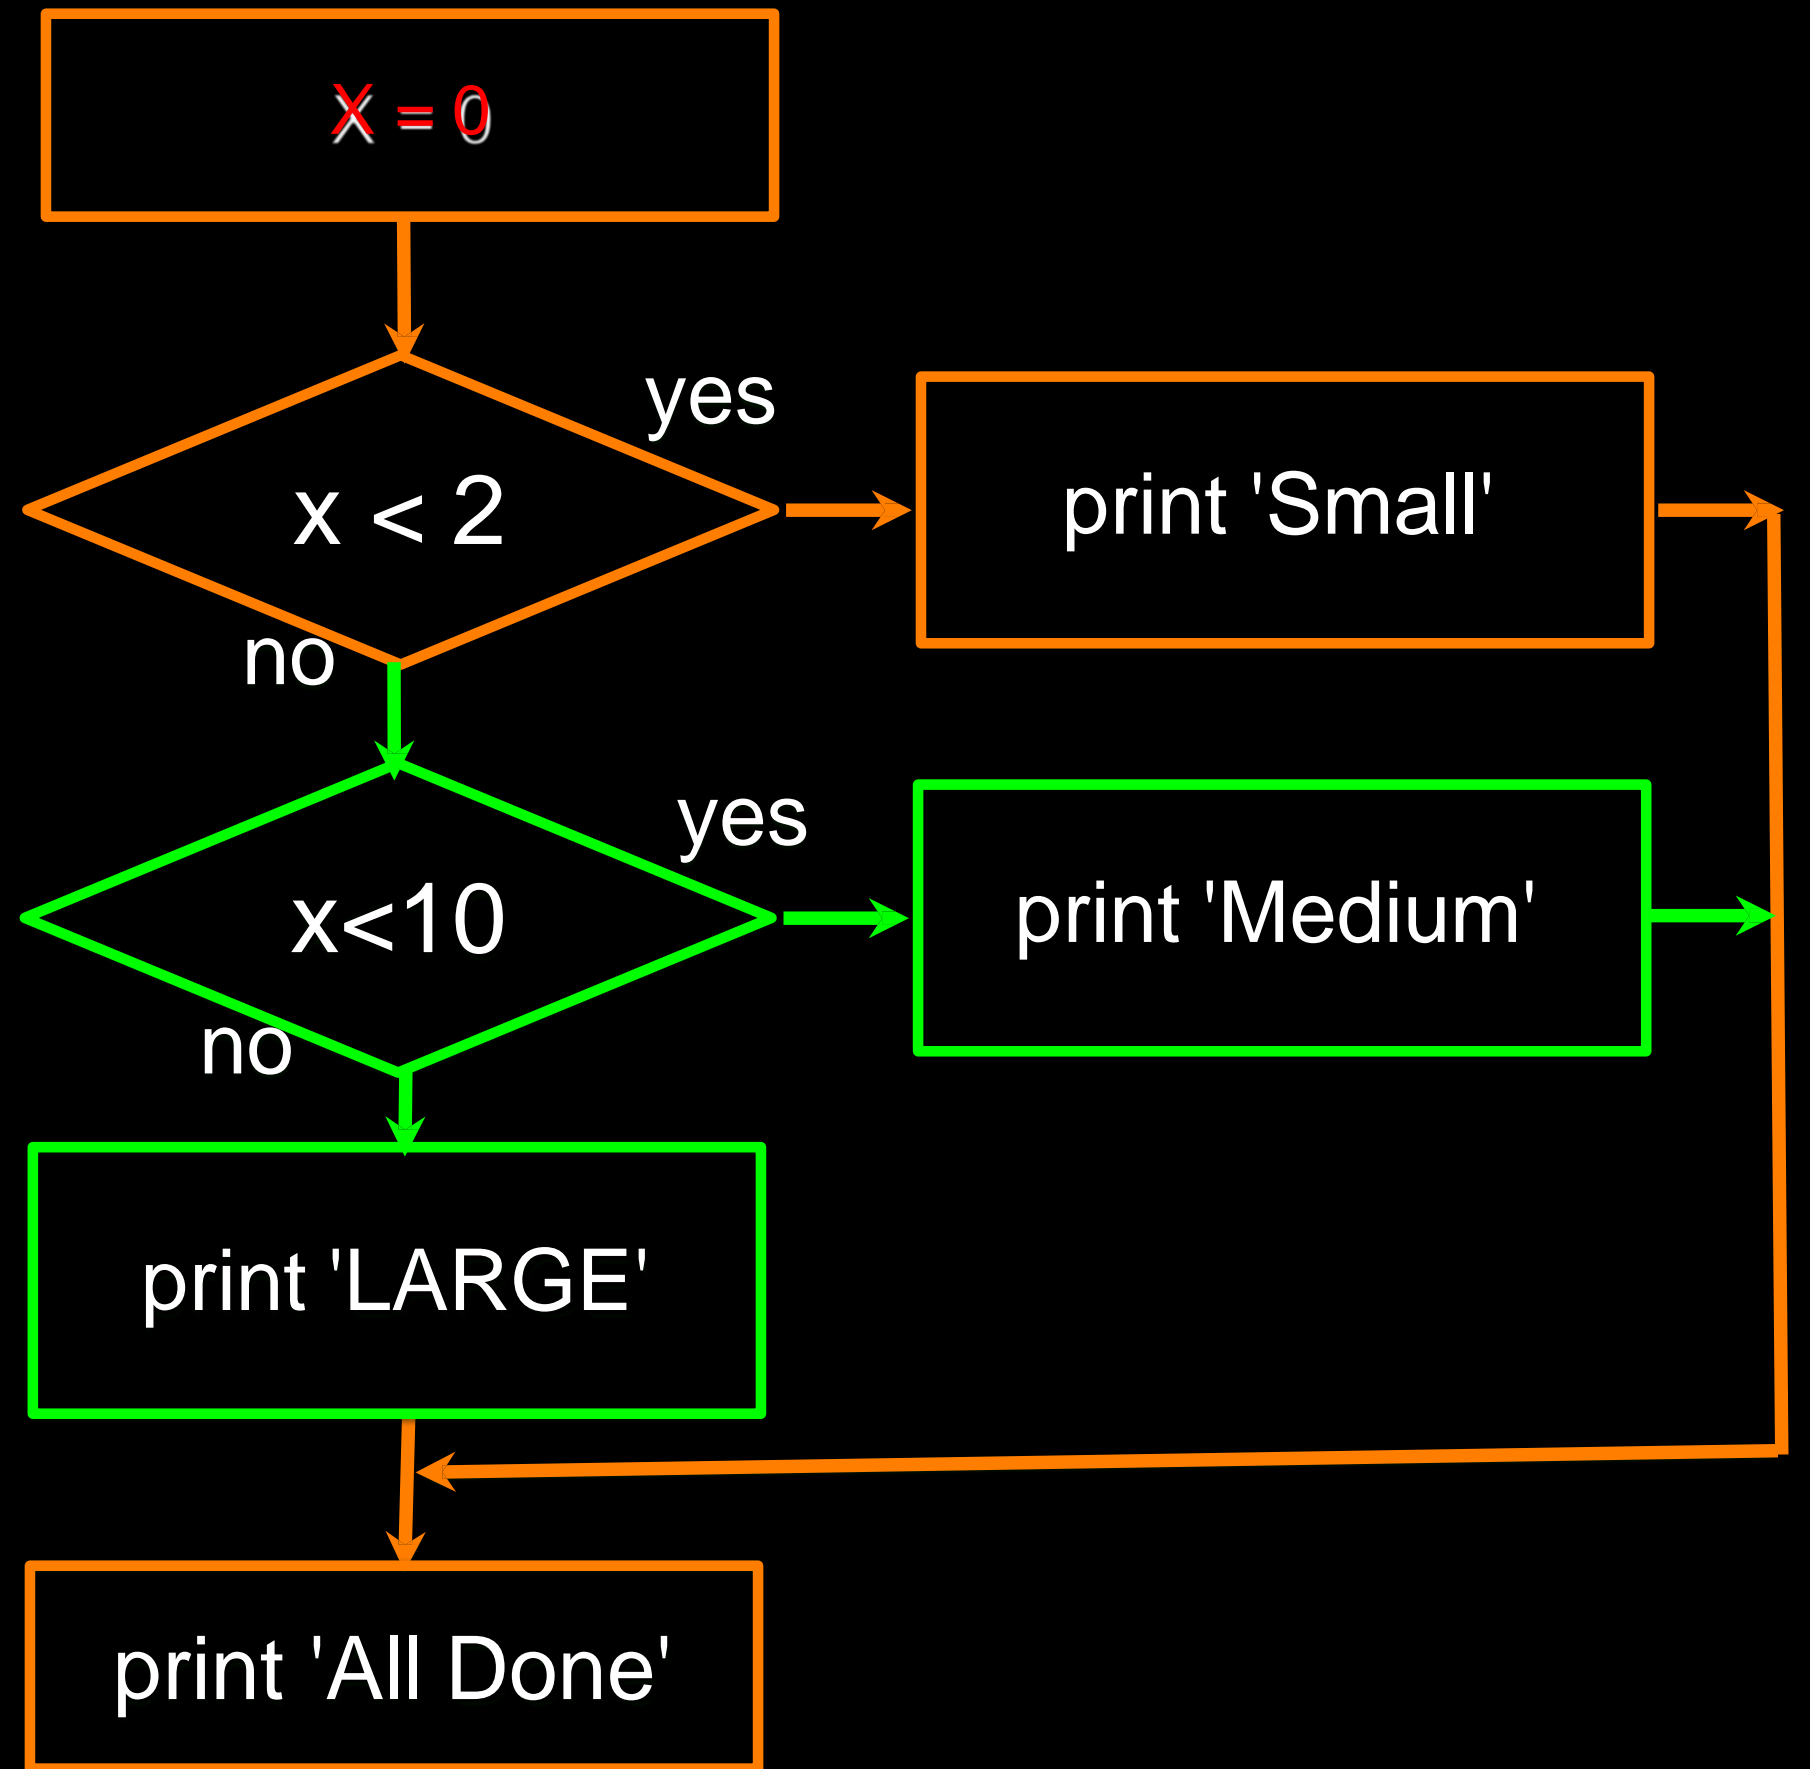 X = 0
yes
x < 2
print 'Small'
no
yes
x<10
print 'Medium'
no
print 'LARGE'
print 'All Done'